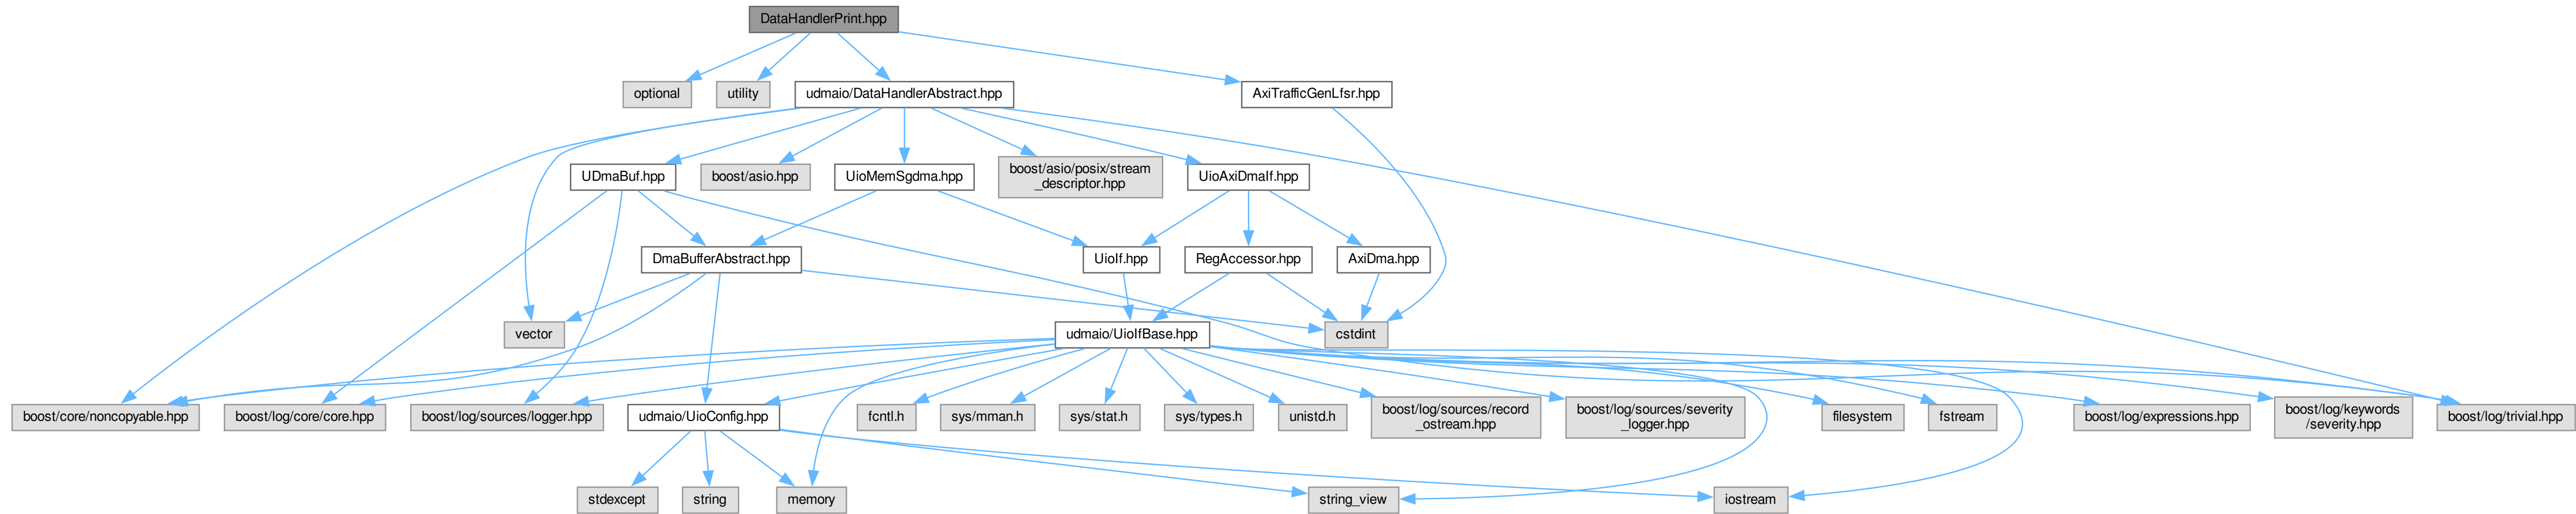 DataHandlerPrint.hpp
optional
utility
udmaio/DataHandlerAbstract.hpp
AxiTrafficGenLfsr.hpp
UDmaBuf.hpp
boost/asio.hpp
UioMemSgdma.hpp
boost/asio/posix/stream
_descriptor.hpp
UioAxiDmaIf.hpp
DmaBufferAbstract.hpp
UioIf.hpp
RegAccessor.hpp
AxiDma.hpp
vector
udmaio/UioIfBase.hpp
cstdint
boost/core/noncopyable.hpp
boost/log/core/core.hpp
boost/log/sources/logger.hpp
udmaio/UioConfig.hpp
fcntl.h
sys/mman.h
sys/stat.h
sys/types.h
unistd.h
boost/log/sources/record
_ostream.hpp
boost/log/sources/severity
_logger.hpp
filesystem
fstream
boost/log/expressions.hpp
boost/log/keywords
/severity.hpp
boost/log/trivial.hpp
stdexcept
string
memory
string_view
iostream